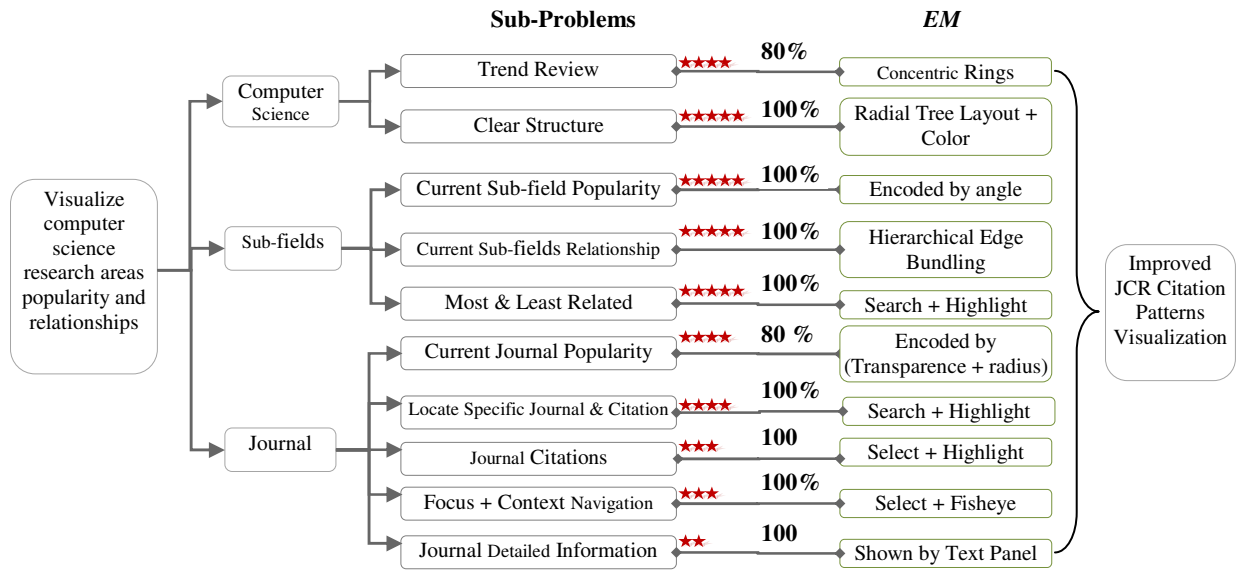 Sub-Problems
EM
Visualize
computer
science
research areas
popularity and
relationships
Computer
Science
Trend Review
80%
Concentric Rings
Clear Structure
100%
Radial Tree Layout +
Color
Sub-fields
Current Sub-field Popularity
100%
Encoded by angle
Current Sub-fields Relationship
100%
Hierarchical Edge
Bundling
Most & Least Related
100%
Search + Highlight
Journal
Current Journal Popularity
80 %
Encoded by
(Transparence + radius)
Locate Specific Journal & Citation
100%
Search + Highlight
Journal Citations
100
Select + Highlight
Focus + Context Navigation
100%
Select + Fisheye
Journal Detailed Information
100
Shown by Text Panel
Improved
JCR Citation
Patterns
Visualization